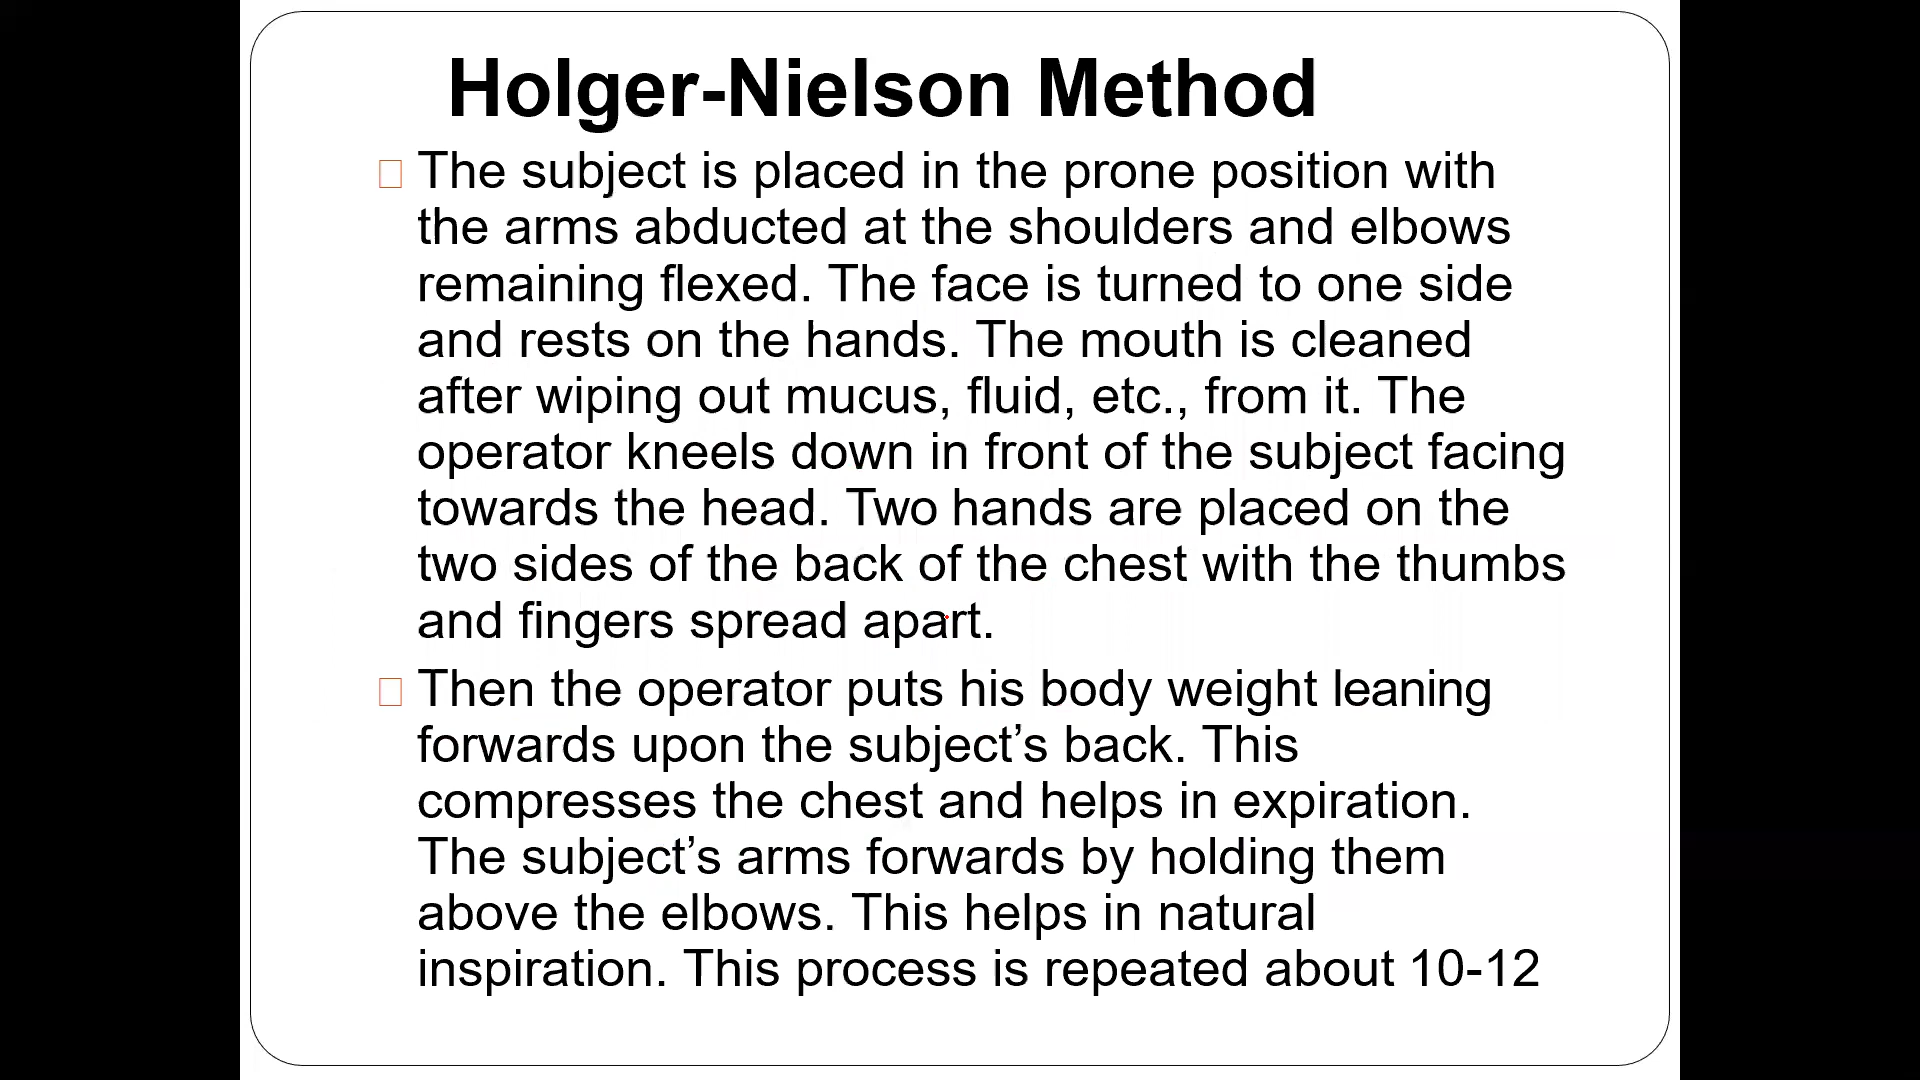 Holger-Nielson Method
The subject is placed in the prone position with
the arms abducted at the shoulders and elbows
remaining flexed. The face is turned to one side
and rests on the hands. The mouth is cleaned
after wiping out mucus, fluid, etc., from it. The
operator kneels down in front of the subject facing
towards the head. Two hands are placed on the
two sides of the back of the chest with the thumbs
and fingers spread apart.
Then the operator puts his body weight leaning
forwards upon the subject’s back. This
compresses the chest and helps in expiration.
The subject’s arms forwards by holding them
above the elbows. This helps in natural
inspiration. This process is repeated about 10-12